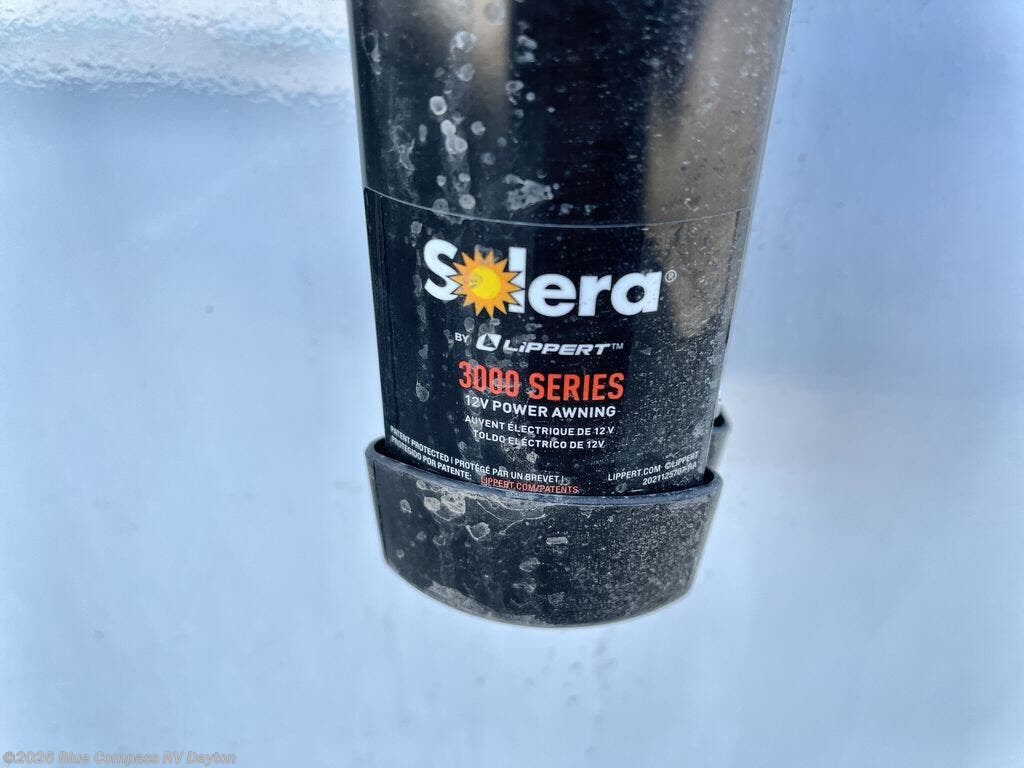 Solera®
BY LIPPERT™
3000 SERIES
12V POWER AWNING
AUVENT ÉLECTRIQUE DE 12 V
TOLDO ELÉCTRICO DE 12V
PATENT PROTECTED | PROTÉGÉ PAR UN BREVET |
PROTEGIDO POR PATENTE: LIPPERT.COM/PATENTS
LIPPERT.COM ©LIPPERT
©2026 Blue Compass RV Dayton